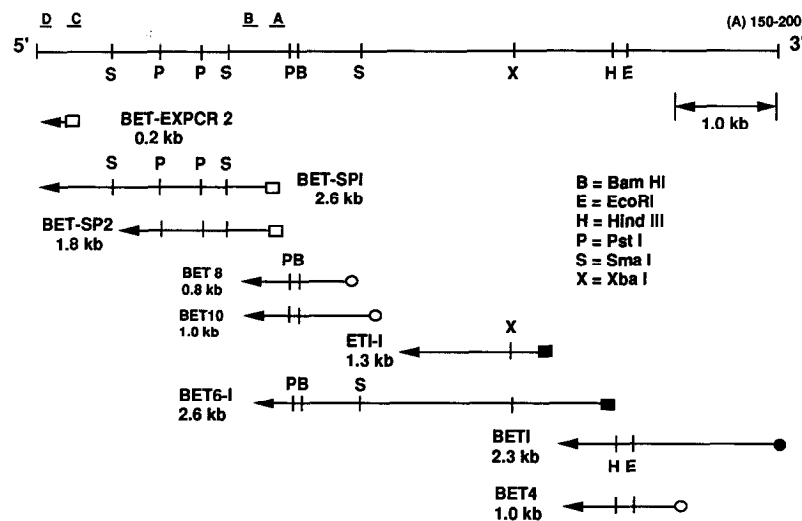 D C B A (A) 150-200
5' 3'
S P P S P B S X H E
BET-EXPCR 2
0.2 kb
1.0 kb
S P P S
BET-SPI
2.6 kb
BET-SP2
1.8 kb
B = Bam HI
E = EcoRI
H = Hind III
P = Pst I
S = Sma I
X = Xba I
PB
BET 8
0.8 kb
BET10
1.0 kb
X
ETI-I
1.3 kb
PB S
BET6-I
2.6 kb
BETI
2.3 kb
H E
BET4
1.0 kb